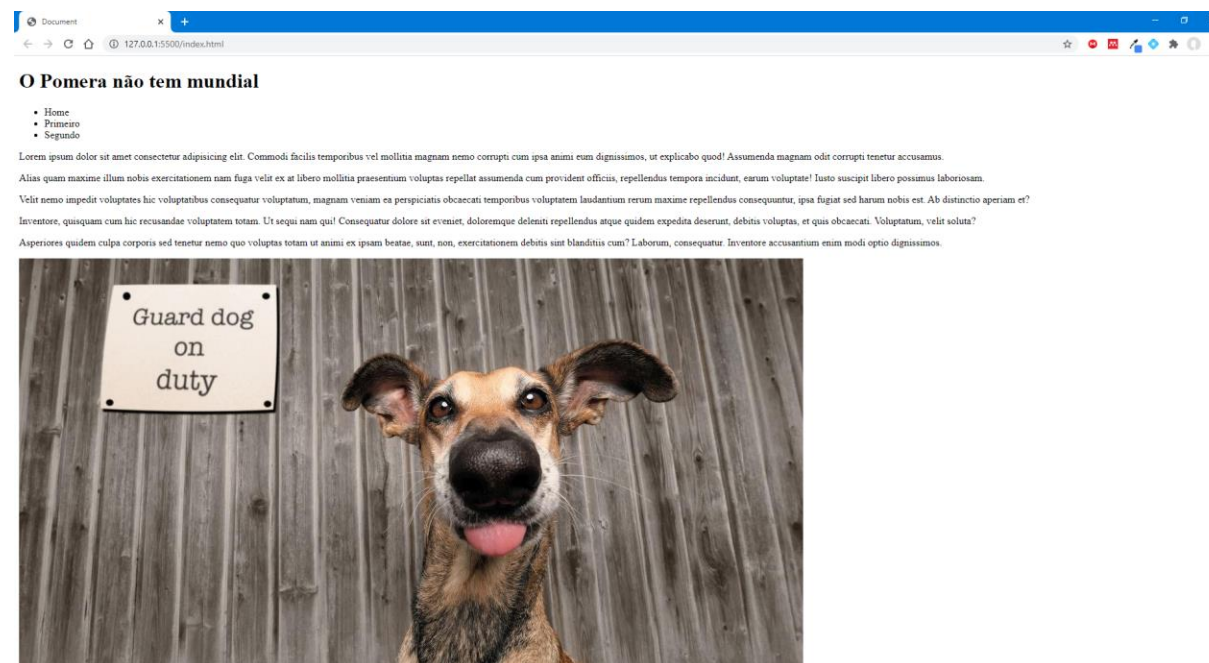 Document
127.0.0.1:5500/index.html
O Pomera não tem mundial
Home
Primeiro
Segundo
Lorem ipsum dolor sit amet consectetur adipisicing elit. Commodi facilis temporibus vel mollitia magnam nemo corrupti cum ipsa animi eum dignissimos, ut explicabo quod! Assumenda magnam odit corrupti tenetur accusamus.
Alias quam maxime illum nobis exercitationem nam fuga velit ex at libero mollitia praesentium voluptas repellat assumenda cum provident officiis, repellendus tempora incidunt, earum voluptate! Iusto suscipit libero possimus laboriosam.
Velit nemo impedit voluptates hic voluptatibus consequatur voluptatum, magnam veniam ea perspiciatis obcaecati temporibus voluptatem laudantium rerum maxime repellendus consequuntur, ipsa fugiat sed harum nobis est. Ab distinctio aperiam et?
Inventore, quisquam cum hic recusandae voluptatem totam. Ut sequi nam qui! Consequatur dolore sit eveniet, doloremque deleniti repellendus atque quidem expedita deserunt, debitis voluptas, et quis obcaecati. Voluptatum, velit soluta?
Asperiores quidem culpa corporis sed tenetur nemo quo voluptas totam ut animi ex ipsam beatae, sunt, non, exercitationem debitis sint blanditiis cum? Laborum, consequatur. Inventore accusantium enim modi optio dignissimos.
Guard dog
on
duty